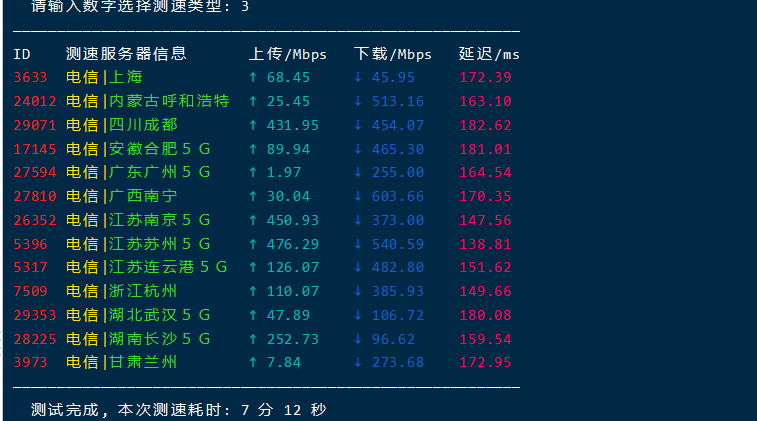 请输入数字选择测速类型: 3
ID 测速服务器信息 上传/Mbps 下载/Mbps 延迟/ms
3633 电信|上海 ↑ 68.45 ↓ 45.95 172.39
24012 电信|内蒙古呼和浩特 ↑ 25.45 ↓ 513.16 163.10
29071 电信|四川成都 ↑ 431.95 ↓ 454.07 182.62
17145 电信|安徽合肥５Ｇ ↑ 89.94 ↓ 465.30 181.01
27594 电信|广东广州５Ｇ ↑ 1.97 ↓ 255.00 164.54
27810 电信|广西南宁 ↑ 30.04 ↓ 603.66 170.35
26352 电信|江苏南京５Ｇ ↑ 450.93 ↓ 373.00 147.56
5396 电信|江苏苏州５Ｇ ↑ 476.29 ↓ 540.59 138.81
5317 电信|江苏连云港５Ｇ ↑ 126.07 ↓ 482.80 151.62
7509 电信|浙江杭州 ↑ 110.07 ↓ 385.93 149.66
29353 电信|湖北武汉５Ｇ ↑ 47.89 ↓ 106.72 180.08
28225 电信|湖南长沙５Ｇ ↑ 252.73 ↓ 96.62 159.54
3973 电信|甘肃兰州 ↑ 7.84 ↓ 273.68 172.95
测试完成, 本次测速耗时: 7 分 12 秒